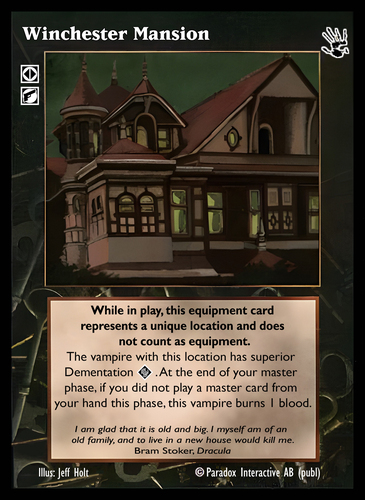 Winchester Mansion
While in play, this equipment card
represents a unique location and does
not count as equipment.
The vampire with this location has superior
Dementation . At the end of your master
phase, if you did not play a master card from
your hand this phase, this vampire burns 1 blood.
I am glad that it is old and big. I myself am of an
old family, and to live in a new house would kill me.
Bram Stoker, Dracula
Illus: Jeff Holt
© Paradox Interactive AB (publ)